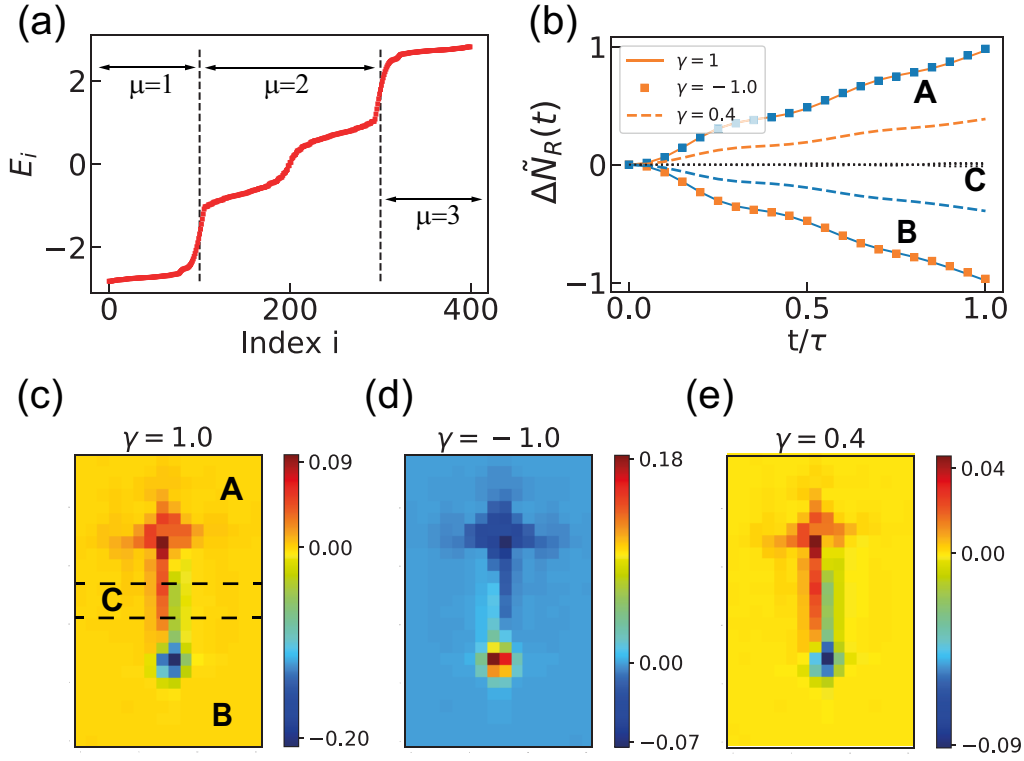 (a)
μ=1
μ=2
μ=3
2
0
−2
E_i
0
200
400
Index i
(b)
γ = 1
γ = −1.0
γ = 0.4
A
B
C
1
0
−1
ΔÑ_R(t)
0.0
0.5
1.0
t/τ
(c)
γ = 1.0
A
C
B
0.09
0.00
−0.20
(d)
γ = −1.0
0.18
0.00
−0.07
(e)
γ = 0.4
0.04
0.00
−0.09